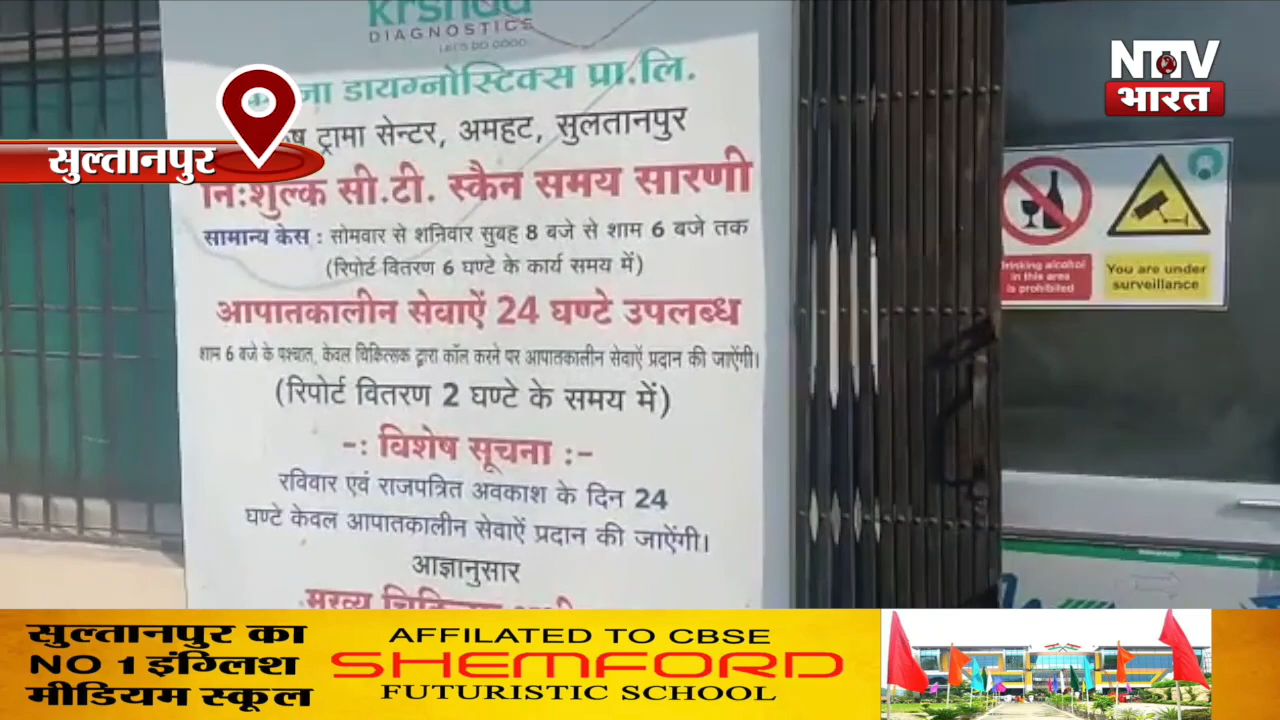 DIAGNOSTICS
LET'S DO GOOD
डायग्नोस्टिक्स प्रा.लि.
ट्रामा सेन्टर, अमहट, सुलतानपुर
नि:शुल्क सी.टी. स्कैन समय सारणी
सामान्य केस : सोमवार से शनिवार सुबह 8 बजे से शाम 6 बजे तक
(रिपोर्ट वितरण 6 घण्टे के कार्य समय में)
आपातकालीन सेवाऐं 24 घण्टे उपलब्ध
शाम 6 बजे के पश्चात, केवल चिकित्सक द्वारा कॉल करने पर आपातकालीन सेवाऐं प्रदान की जाऐंगी।
(रिपोर्ट वितरण 2 घण्टे के समय में)
-: विशेष सूचना :-
रविवार एवं राजपत्रित अवकाश के दिन 24
घण्टे केवल आपातकालीन सेवाऐं प्रदान की जाऐंगी।
आज्ञानुसार
सुल्तानपुर
NTV
भारत
Drinking alcohol
in this area
is prohibited
You are under
surveillance
सुल्तानपुर का
NO 1 इंग्लिश
मीडियम स्कूल
AFFILATED TO CBSE
SHEMFORD
FUTURISTIC SCHOOL